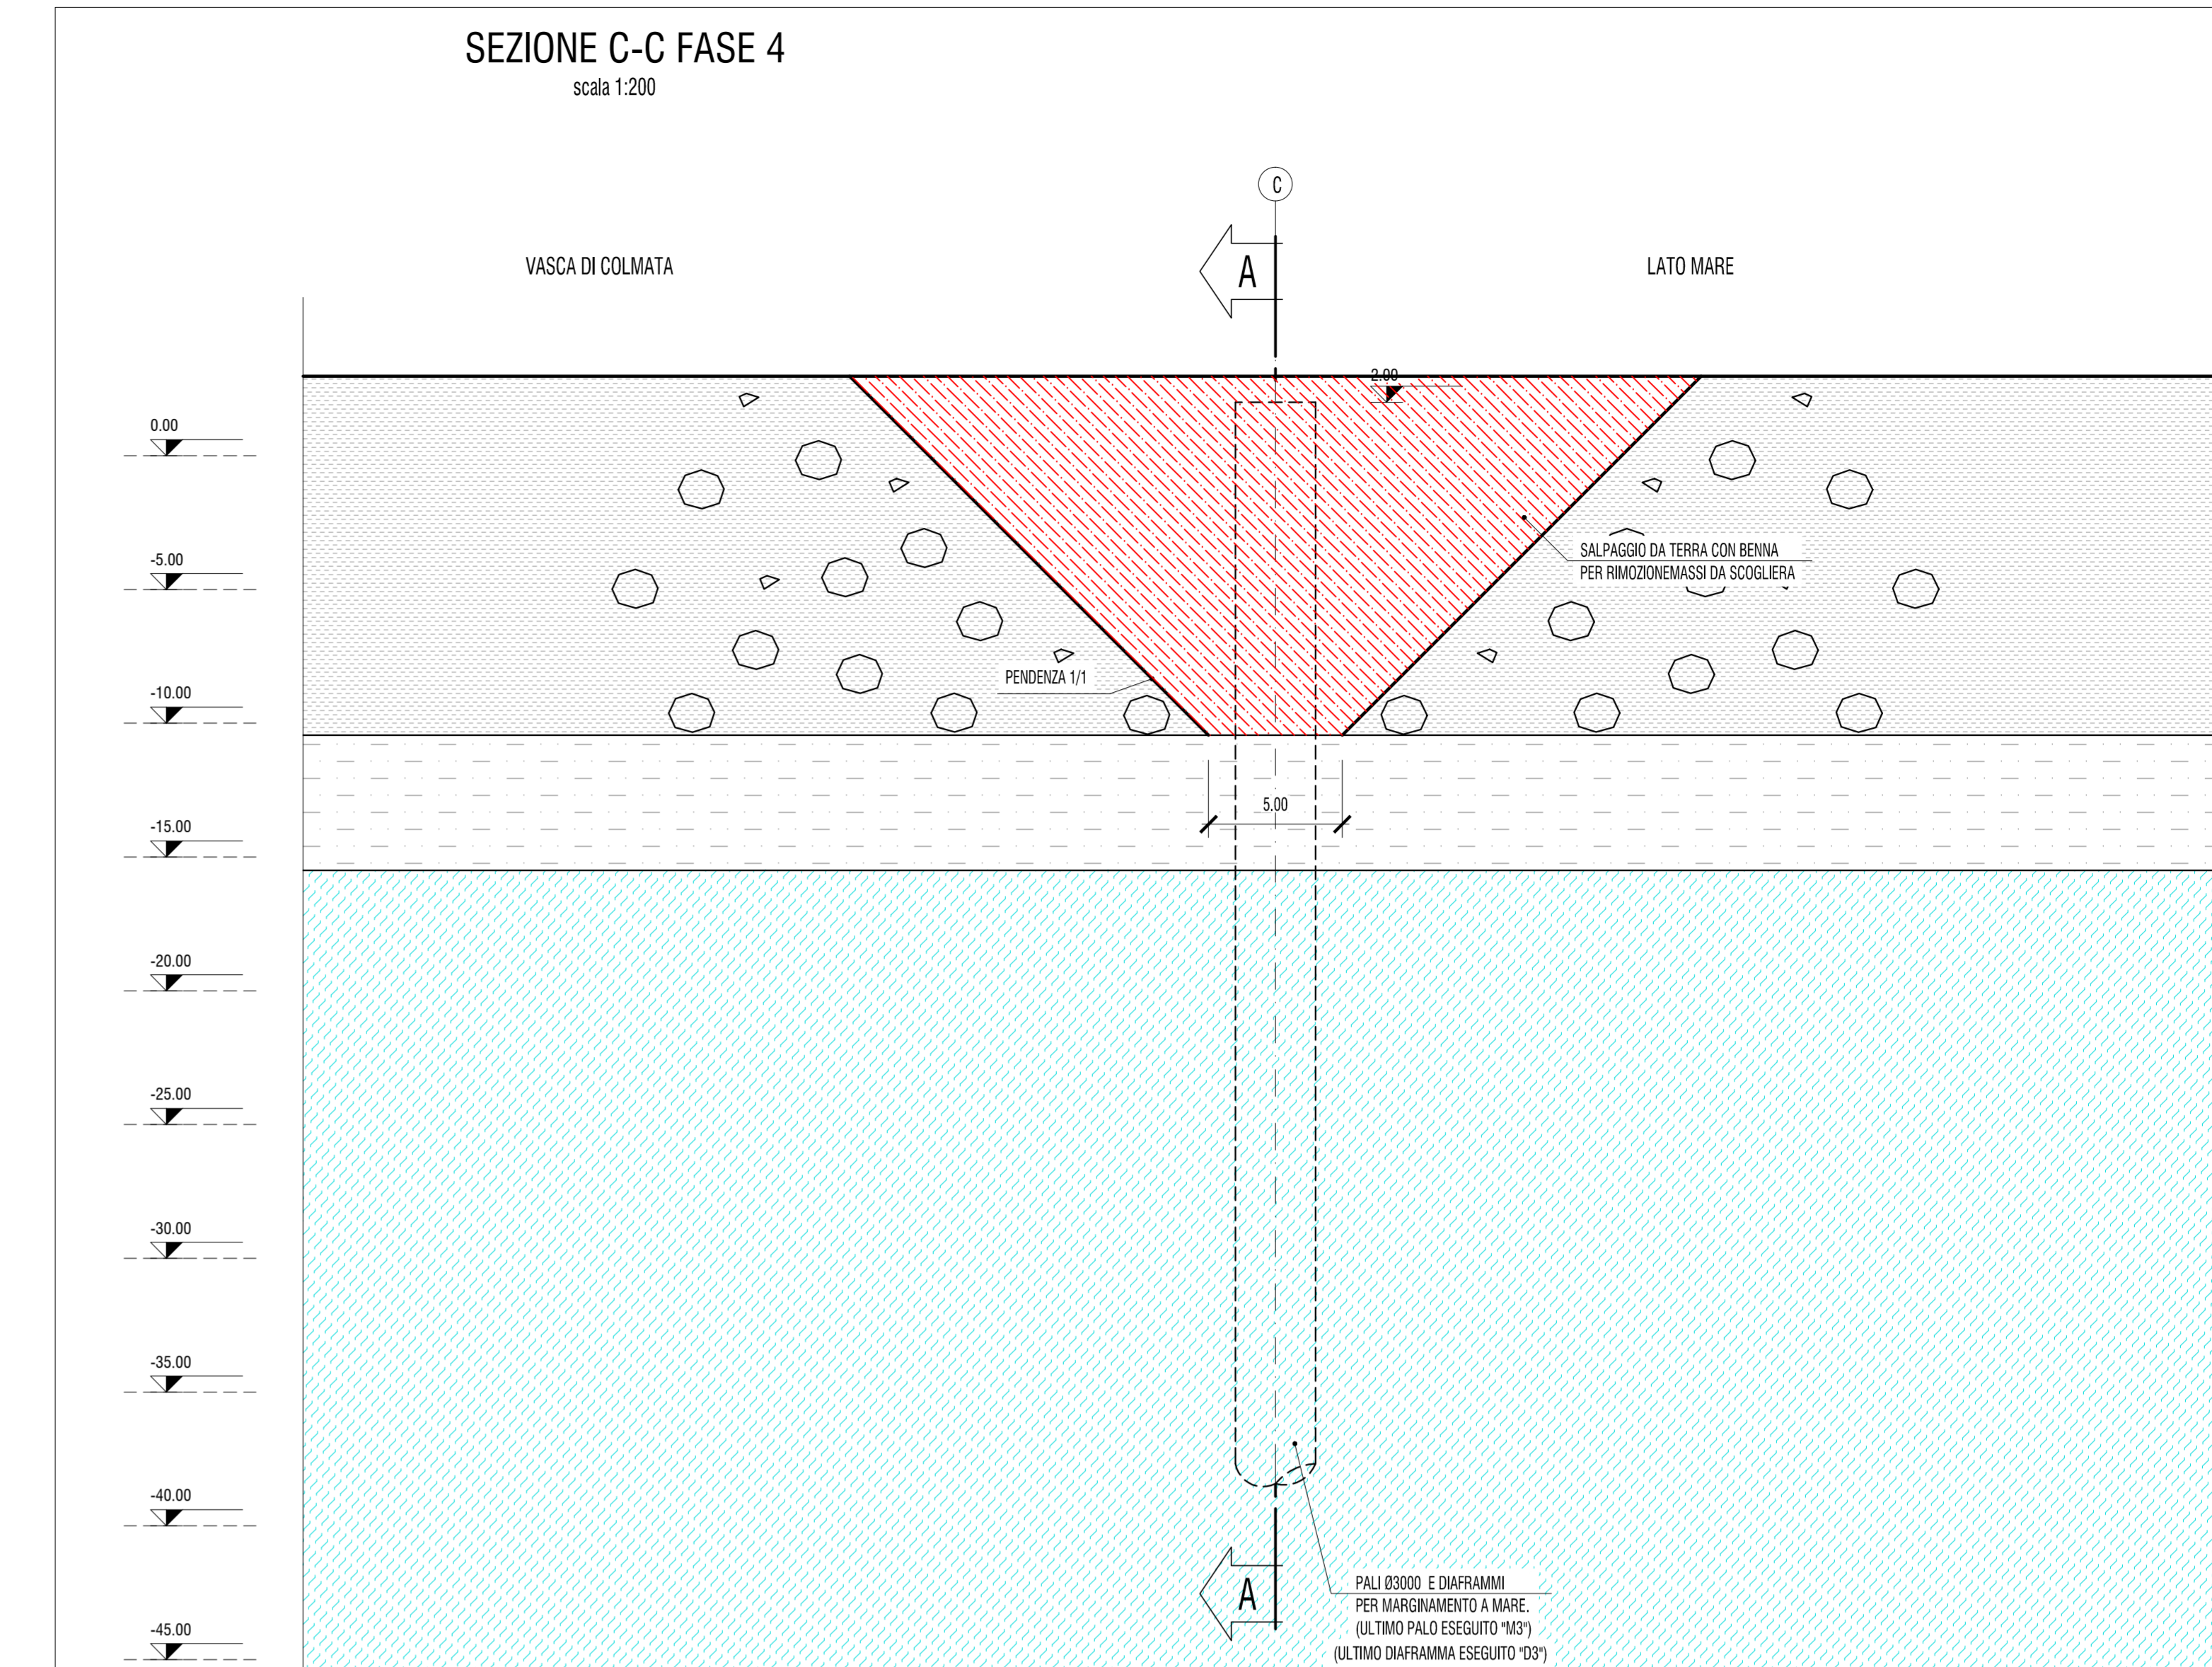 SEZIONE C-C FASE 4
scala 1:200
C
A
VASCA DI COLMATA
LATO MARE
2.00
0.00
-5.00
SALPAGGIO DA TERRA CON BENNA
PER RIMOZIONEMASSI DA SCOGLIERA
PENDENZA 1/1
-10.00
5.00
-15.00
-20.00
-25.00
-30.00
-35.00
-40.00
A
PALI Ø3000 E DIAFRAMMI
PER MARGINAMENTO A MARE.
(ULTIMO PALO ESEGUITO "M3")
(ULTIMO DIAFRAMMA ESEGUITO "D3")
-45.00